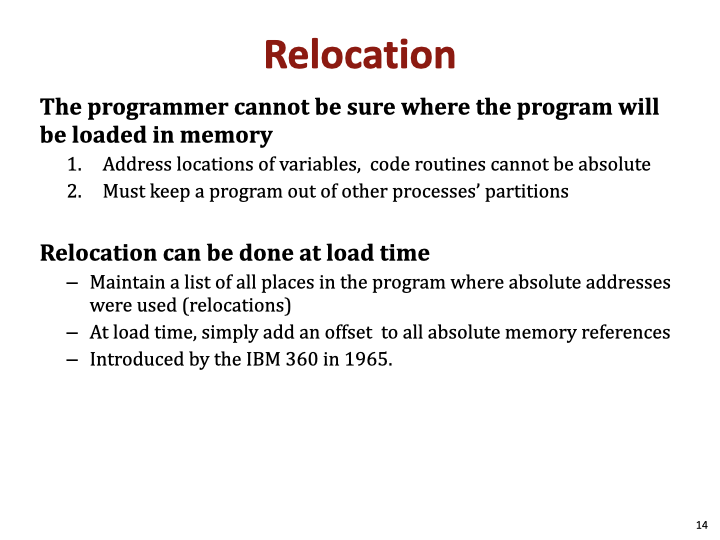 Relocation
The programmer cannot be sure where the program will
be loaded in memory
1. Address locations of variables,  code routines cannot be absolute
2. Must keep a program out of other processes’ partitions
Relocation can be done at load time
– Maintain a list of all places in the program where absolute addresses
were used (relocations)
– At load time, simply add an offset  to all absolute memory references
– Introduced by the IBM 360 in 1965.
14